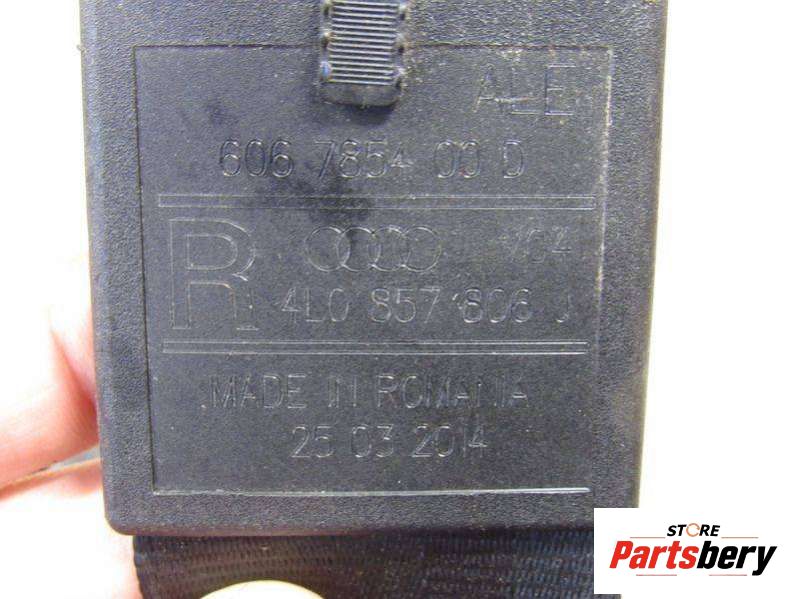 ALE
606 7854 00 D
R
V04
4L0 857 806 J
MADE IN ROMANIA
25 03 2014
STORE
Partsbery